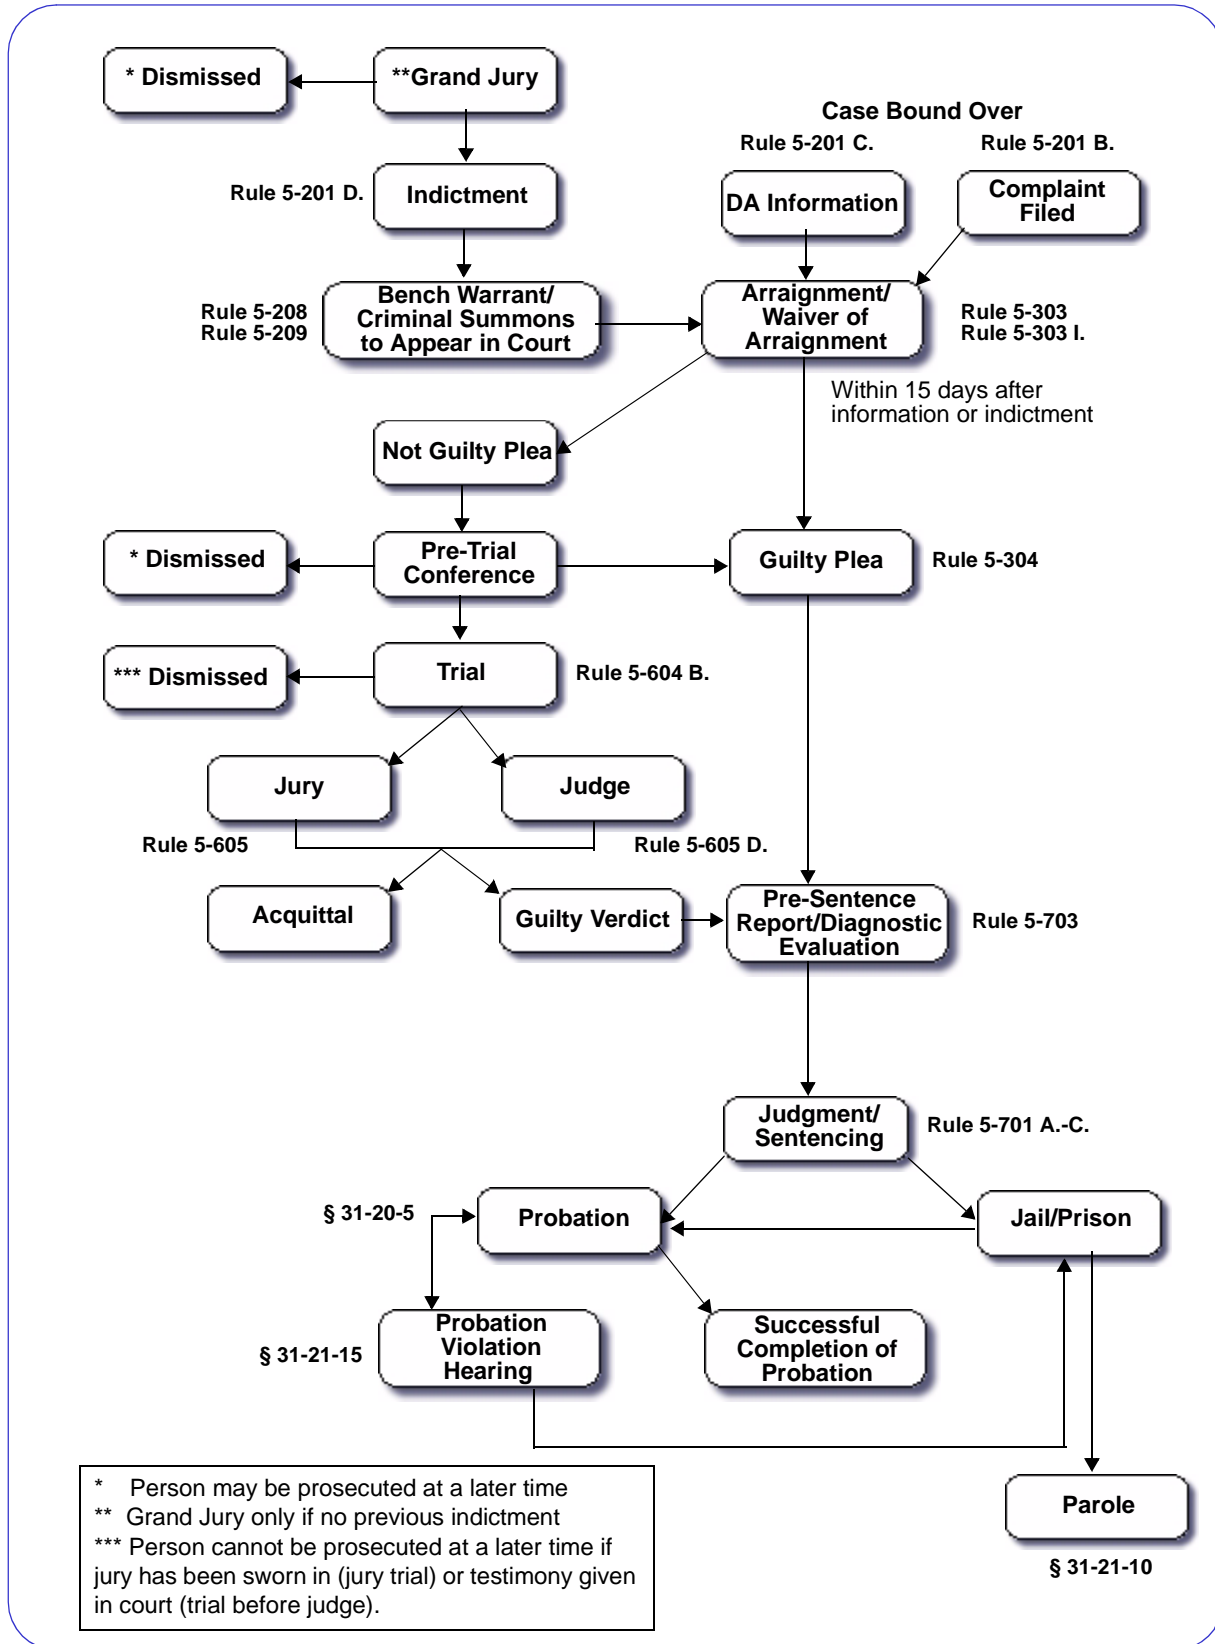 * Dismissed
**Grand Jury
Case Bound Over
Rule 5-201 C.
Rule 5-201 B.
Rule 5-201 D.
Indictment
DA Information
Complaint
Filed
Rule 5-208
Rule 5-209
Bench Warrant/
Criminal Summons
to Appear in Court
Arraignment/
Waiver of
Arraignment
Rule 5-303
Rule 5-303 I.
Within 15 days after
information or indictment
Not Guilty Plea
* Dismissed
Pre-Trial
Conference
Guilty Plea
Rule 5-304
*** Dismissed
Trial
Rule 5-604 B.
Jury
Judge
Rule 5-605
Rule 5-605 D.
Acquittal
Guilty Verdict
Pre-Sentence
Report/Diagnostic
Evaluation
Rule 5-703
Judgment/
Sentencing
Rule 5-701 A.-C.
§ 31-20-5
Probation
Jail/Prison
§ 31-21-15
Probation
Violation
Hearing
Successful
Completion of
Probation
* Person may be prosecuted at a later time
** Grand Jury only if no previous indictment
*** Person cannot be prosecuted at a later time if
jury has been sworn in (jury trial) or testimony given
in court (trial before judge).
Parole
§ 31-21-10